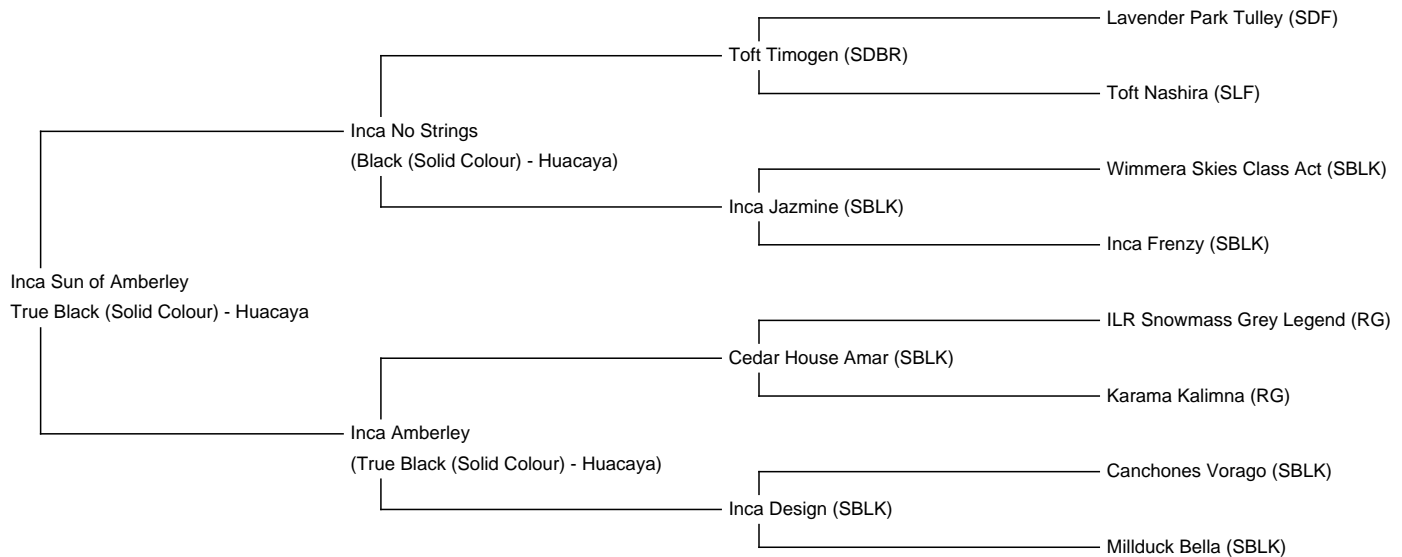 Lavender Park Tulley (SDF)
Toft Timogen (SDBR)
Toft Nashira (SLF)
Inca No Strings
(Black (Solid Colour) - Huacaya)
Wimmera Skies Class Act (SBLK)
Inca Jazmine (SBLK)
Inca Frenzy (SBLK)
Inca Sun of Amberley
True Black (Solid Colour) - Huacaya
ILR Snowmass Grey Legend (RG)
Cedar House Amar (SBLK)
Karama Kalimna (RG)
Inca Amberley
(True Black (Solid Colour) - Huacaya)
Canchones Vorago (SBLK)
Inca Design (SBLK)
Millduck Bella (SBLK)